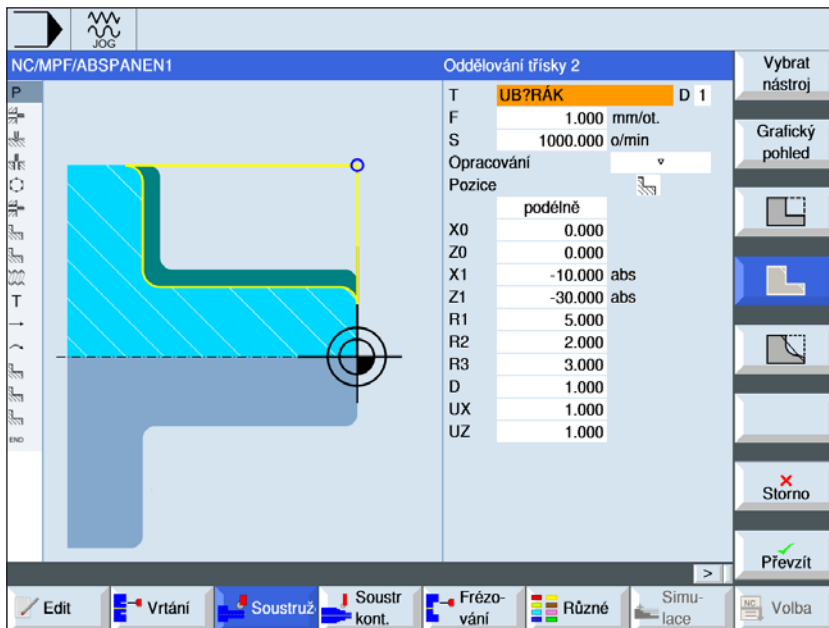 JOG
NC/MPF/ABSPANEN1
Oddělování třísky 2
P
T
END
T UB?RÁK D 1
F 1.000 mm/ot.
S 1000.000 o/min
Opracování ▿
Pozice
podélně
X0 0.000
Z0 0.000
X1 -10.000 abs
Z1 -30.000 abs
R1 5.000
R2 2.000
R3 3.000
D 1.000
UX 1.000
UZ 1.000
Vybrat
nástroj
Grafický
pohled
Storno
Převzít
>
Edit
Vrtání
Soustruž
Soustr
kont.
Frézo-
vání
Různé
Simu-
lace
NC
Volba